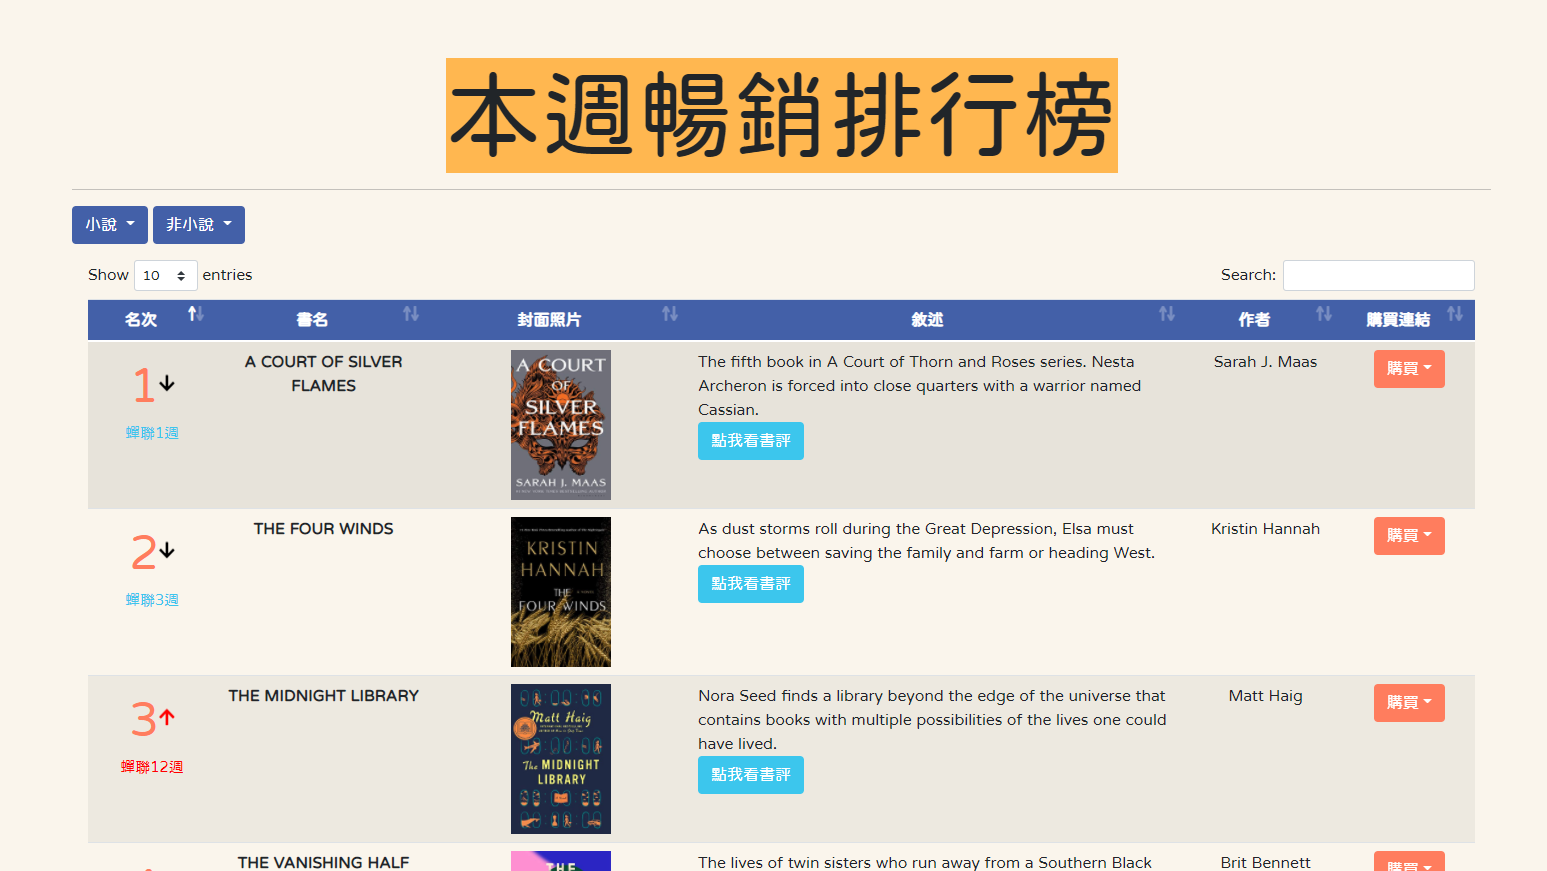 本週暢銷排行榜
小說 非小說
Show 10 entries Search:
名次 書名 封面照片 敘述 作者 購買連結
1
蟬聯1週
A COURT OF SILVER
FLAMES
A COURT
OF
SILVER
FLAMES
SARAH J. MAAS
The fifth book in A Court of Thorn and Roses series. Nesta
Archeron is forced into close quarters with a warrior named
Cassian.
點我看書評
Sarah J. Maas
購買
2
蟬聯3週
THE FOUR WINDS
KRISTIN
HANNAH
THE
FOUR WINDS
As dust storms roll during the Great Depression, Elsa must
choose between saving the family and farm or heading West.
點我看書評
Kristin Hannah
購買
3
蟬聯12週
THE MIDNIGHT LIBRARY
Matt Haig
The MIDNIGHT
LIBRARY
Nora Seed finds a library beyond the edge of the universe that
contains books with multiple possibilities of the lives one could
have lived.
點我看書評
Matt Haig
購買
THE VANISHING HALF
THE
The lives of twin sisters who run away from a Southern Black
Brit Bennett
購買